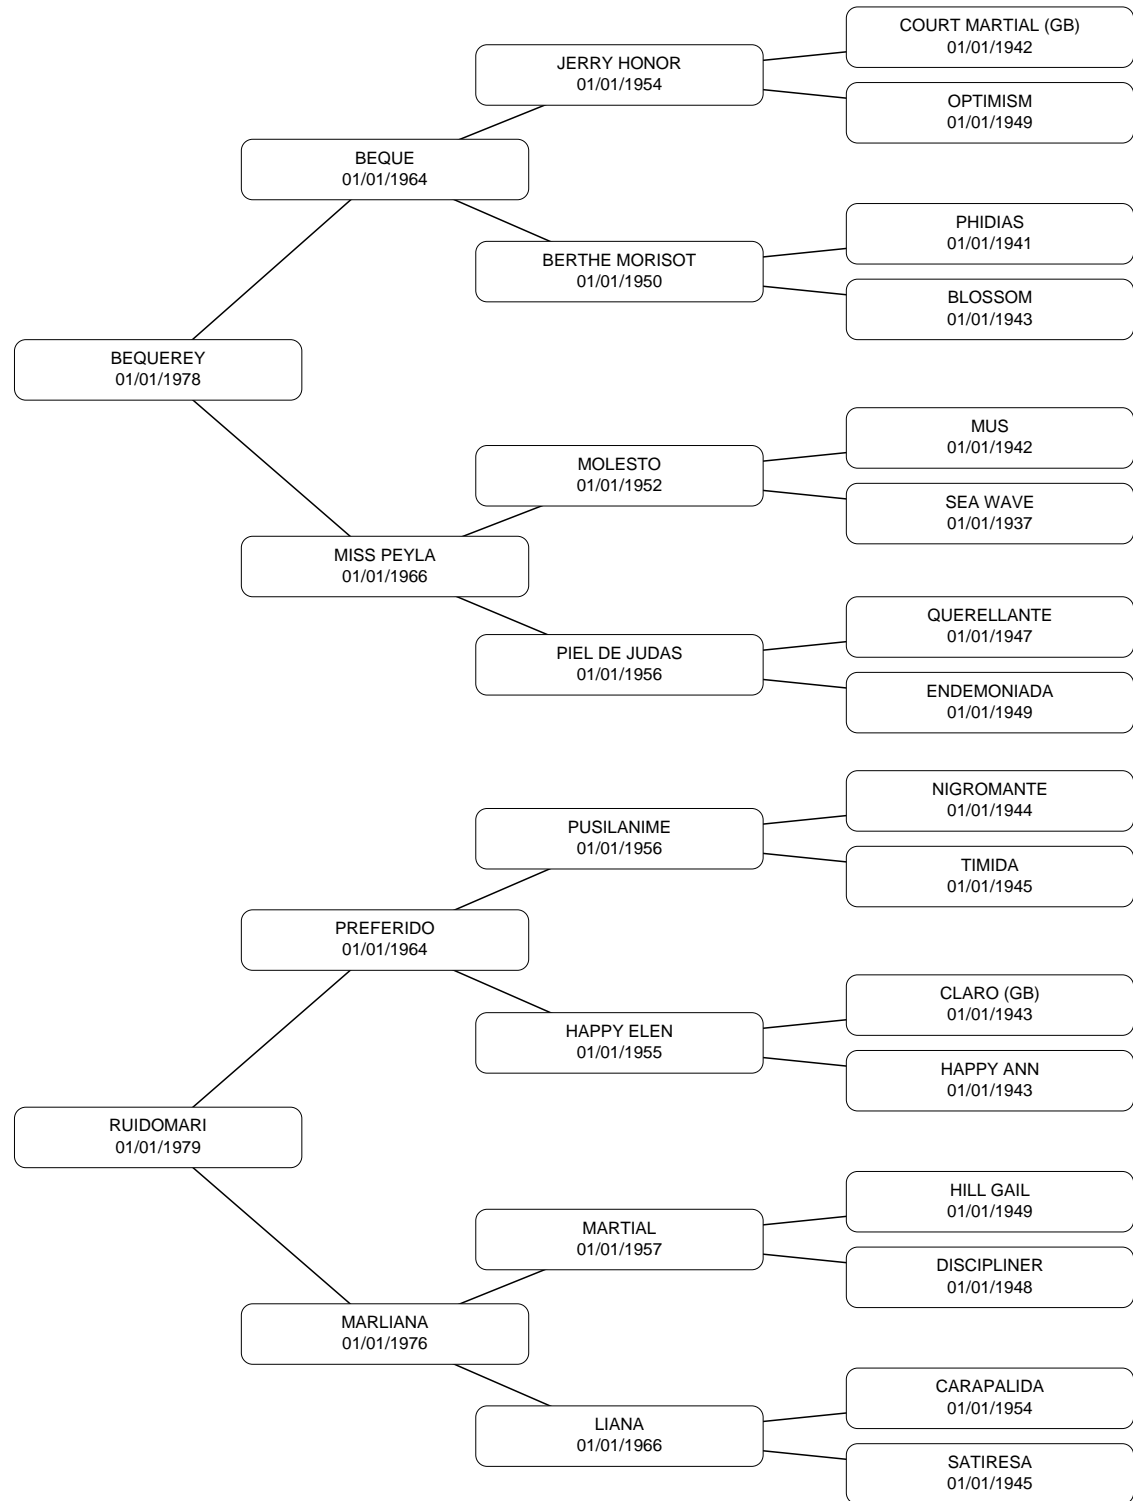 COURT MARTIAL (GB)
01/01/1942
JERRY HONOR
01/01/1954
OPTIMISM
01/01/1949
BEQUE
01/01/1964
PHIDIAS
01/01/1941
BERTHE MORISOT
01/01/1950
BLOSSOM
01/01/1943
BEQUEREY
01/01/1978
MUS
01/01/1942
MOLESTO
01/01/1952
SEA WAVE
01/01/1937
MISS PEYLA
01/01/1966
QUERELLANTE
01/01/1947
PIEL DE JUDAS
01/01/1956
ENDEMONIADA
01/01/1949
NIGROMANTE
01/01/1944
PUSILANIME
01/01/1956
TIMIDA
01/01/1945
PREFERIDO
01/01/1964
CLARO (GB)
01/01/1943
HAPPY ELEN
01/01/1955
HAPPY ANN
01/01/1943
RUIDOMARI
01/01/1979
HILL GAIL
01/01/1949
MARTIAL
01/01/1957
DISCIPLINER
01/01/1948
MARLIANA
01/01/1976
CARAPALIDA
01/01/1954
LIANA
01/01/1966
SATIRESA
01/01/1945